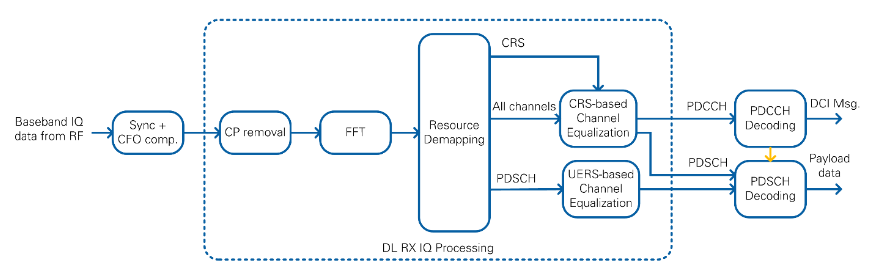 Baseband IQ
data from RF
Sync +
CFO comp.
CP removal
FFT
Resource
Demapping
CRS
All channels
PDSCH
CRS-based
Channel
Equalization
UERS-based
Channel
Equalization
PDCCH
PDSCH
PDCCH
Decoding
PDSCH
Decoding
DCI Msg.
Payload
data
DL RX IQ Processing